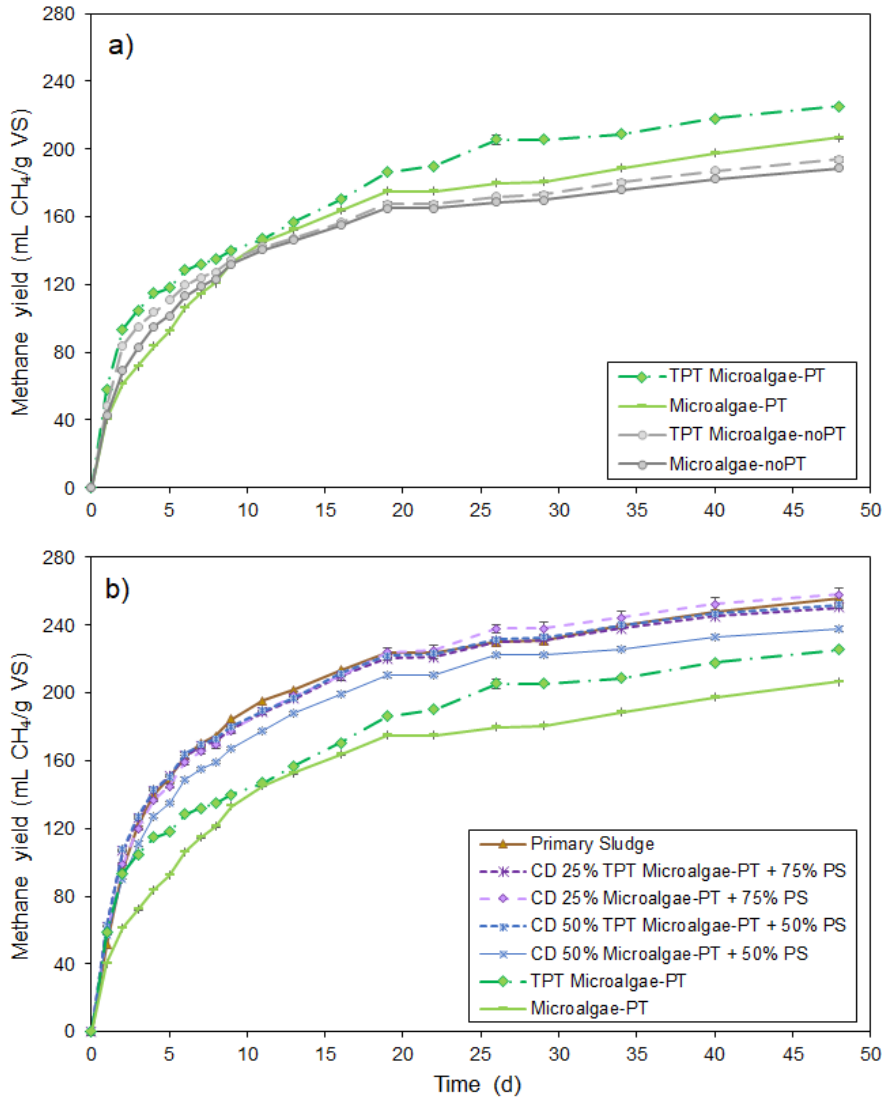 a)
Methane yield (mL CH₄/g VS)
280
240
200
160
120
80
40
0
0 5 10 15 20 25 30 35 40 45 50
TPT Microalgae-PT
Microalgae-PT
TPT Microalgae-noPT
Microalgae-noPT
b)
Methane yield (mL CH₄/g VS)
280
240
200
160
120
80
40
0
0 5 10 15 20 25 30 35 40 45 50
Time (d)
Primary Sludge
CD 25% TPT Microalgae-PT + 75% PS
CD 25% Microalgae-PT + 75% PS
CD 50% TPT Microalgae-PT + 50% PS
CD 50% Microalgae-PT + 50% PS
TPT Microalgae-PT
Microalgae-PT